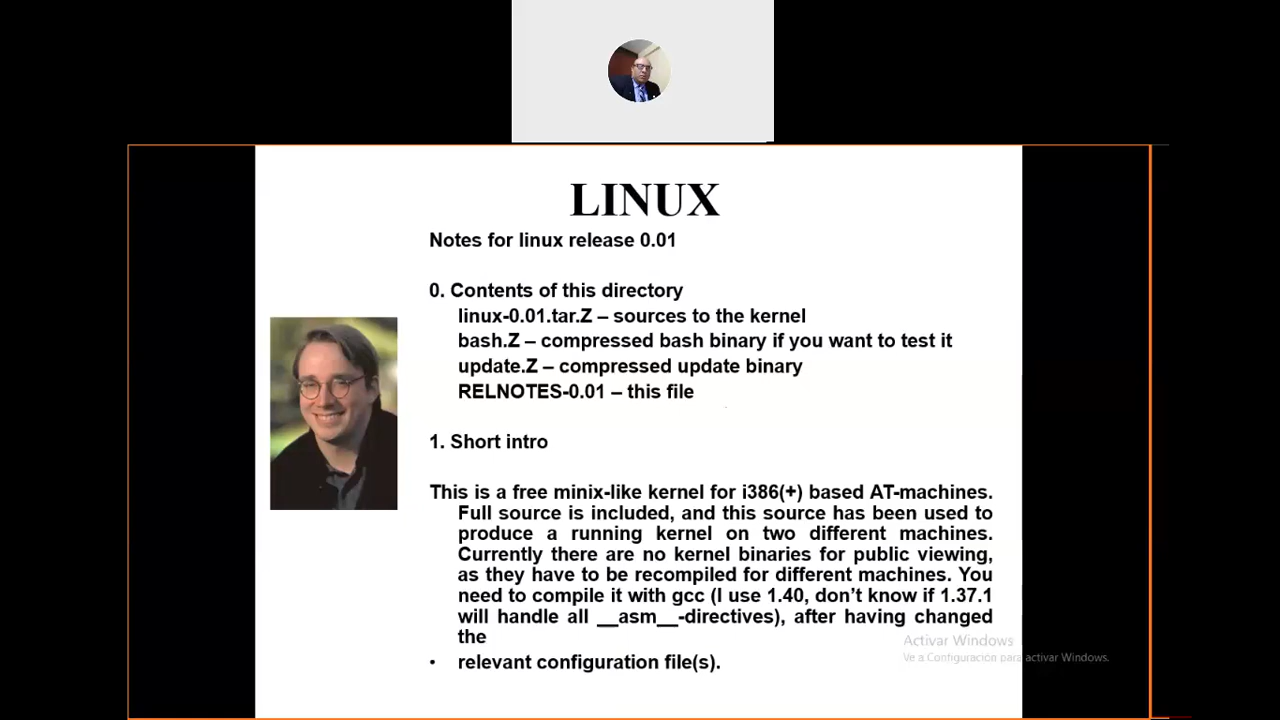 LINUX
Notes for linux release 0.01
0. Contents of this directory
linux-0.01.tar.Z – sources to the kernel
bash.Z – compressed bash binary if you want to test it
update.Z – compressed update binary
RELNOTES-0.01 – this file
1. Short intro
This is a free minix-like kernel for i386(+) based AT-machines.
Full source is included, and this source has been used to
produce a running kernel on two different machines.
Currently there are no kernel binaries for public viewing,
as they have to be recompiled for different machines. You
need to compile it with gcc (I use 1.40, don’t know if 1.37.1
will handle all __asm__-directives), after having changed
the
• relevant configuration file(s).
Activar Windows
Ve a Configuración para activar Windows.